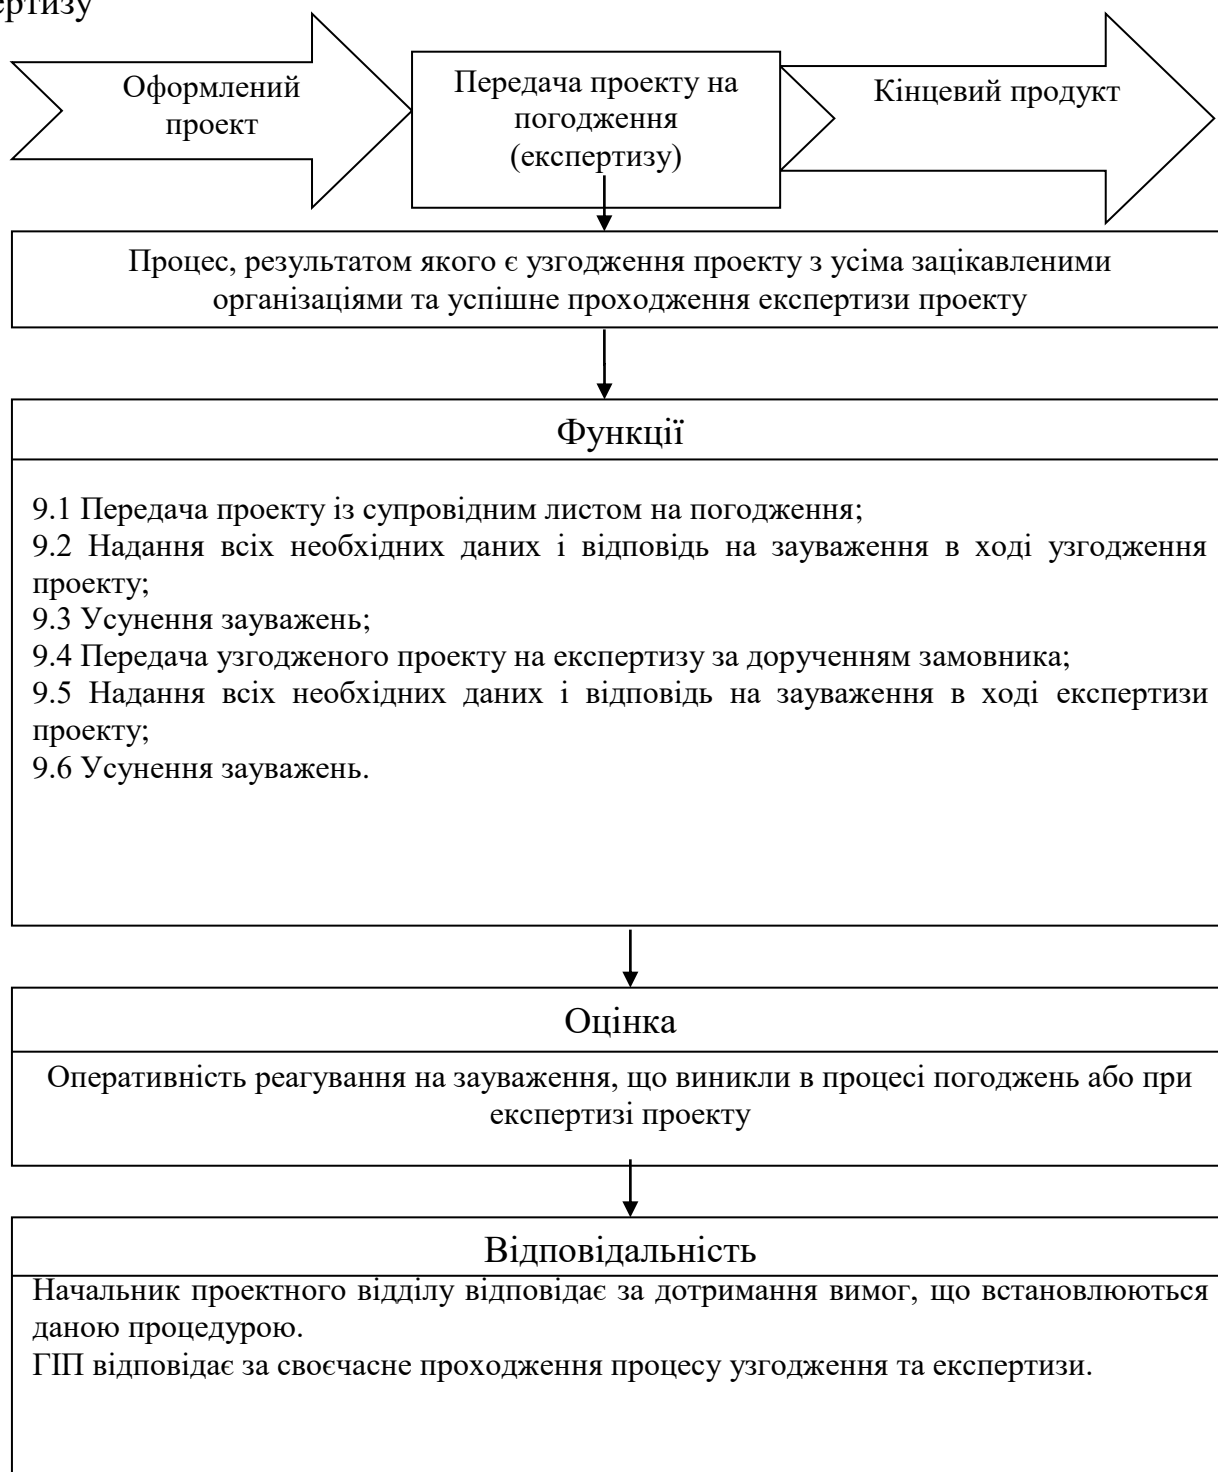 ертизу
Оформлений
проект
Передача проекту на
погодження
(експертизу)
Кінцевий продукт
Процес, результатом якого є узгодження проекту з усіма зацікавленими
організаціями та успішне проходження експертизи проекту
Функції
9.1 Передача проекту із супровідним листом на погодження;
9.2 Надання всіх необхідних даних і відповідь на зауваження в ході узгодження
проекту;
9.3 Усунення зауважень;
9.4 Передача узгодженого проекту на експертизу за дорученням замовника;
9.5 Надання всіх необхідних даних і відповідь на зауваження в ході експертизи
проекту;
9.6 Усунення зауважень.
Оцінка
Оперативність реагування на зауваження, що виникли в процесі погоджень або при
експертизі проекту
Відповідальність
Начальник проектного відділу відповідає за дотримання вимог, що встановлюються
даною процедурою.
ГІП відповідає за своєчасне проходження процесу узгодження та експертизи.